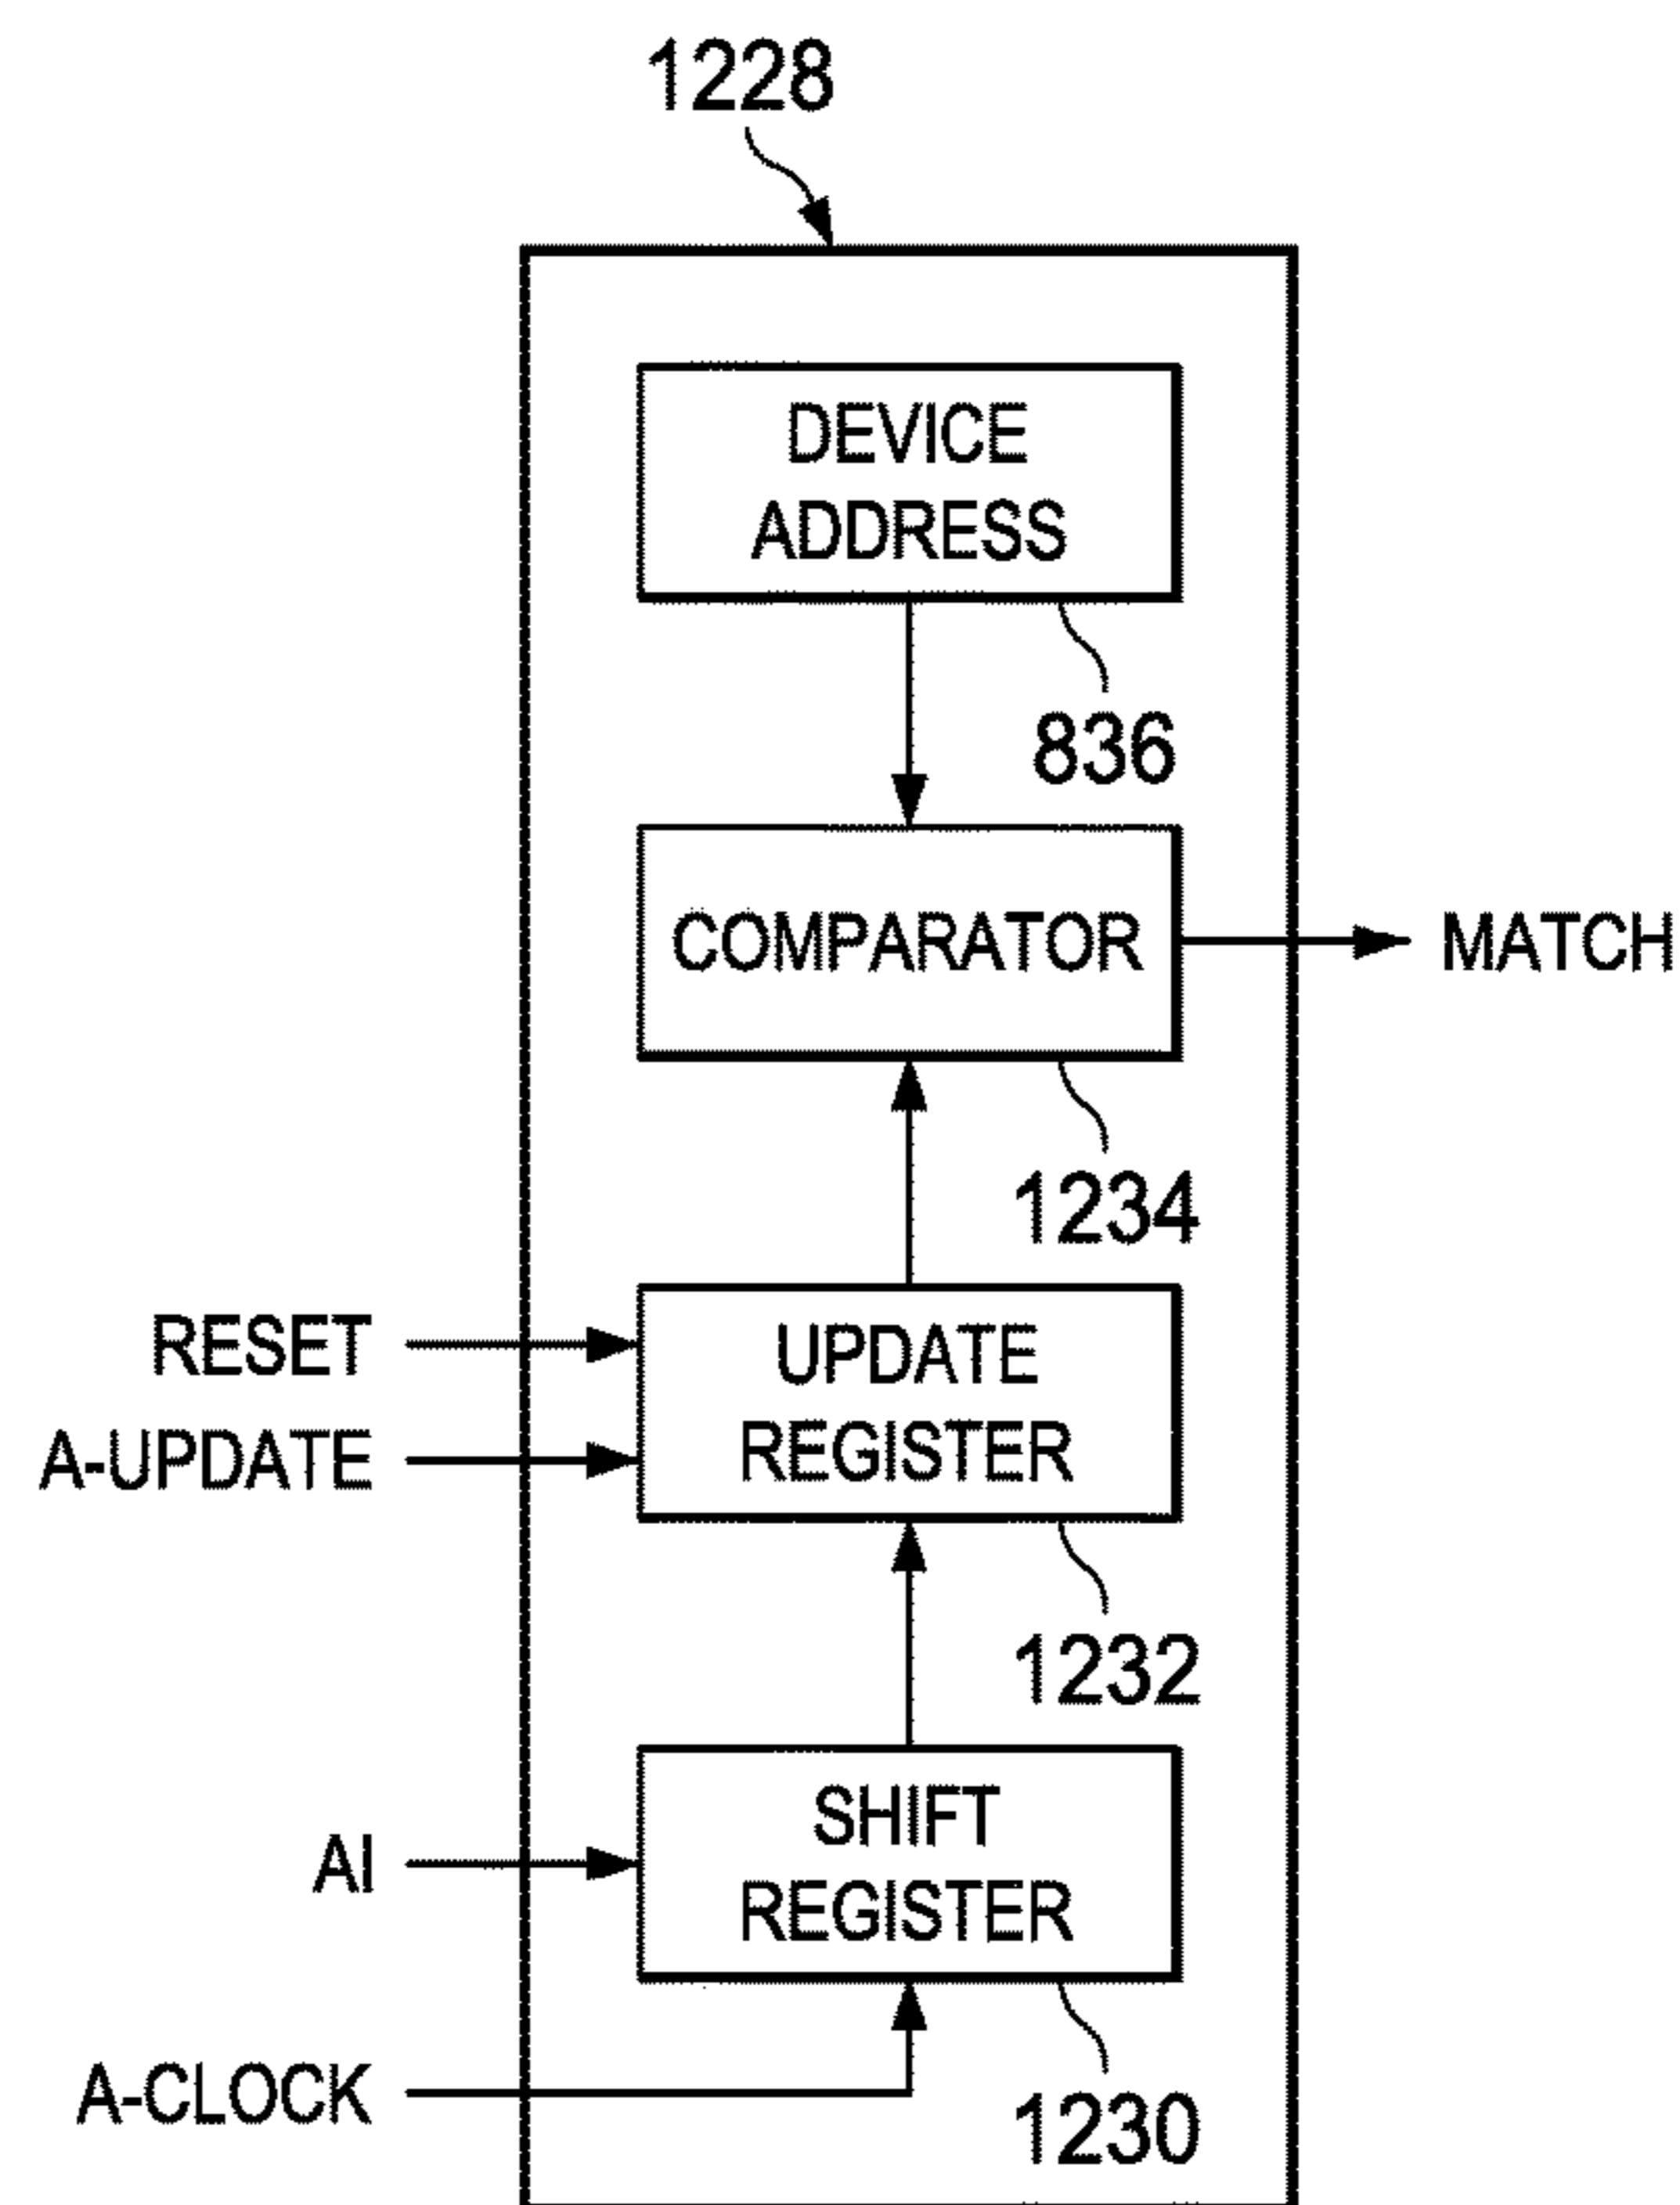 1228
DEVICE
ADDRESS
836
COMPARATOR
MATCH
1234
RESET
A-UPDATE
UPDATE
REGISTER
1232
AI
SHIFT
REGISTER
A-CLOCK
1230